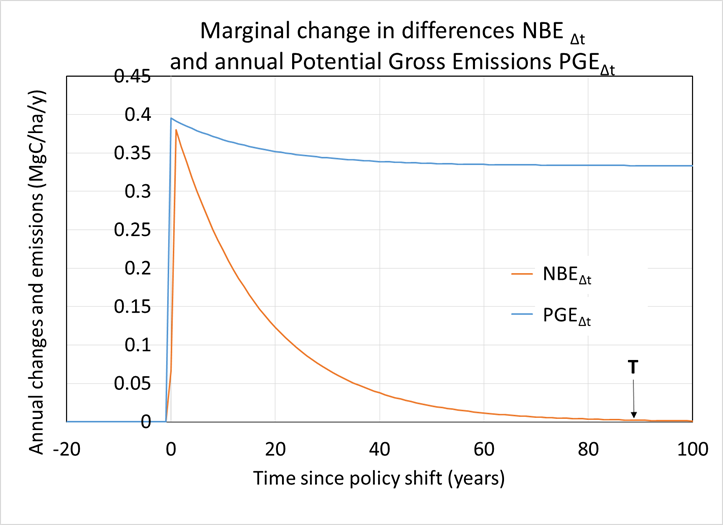 Marginal change in differences NBE Δt
and annual Potential Gross Emissions PGEΔt
Annual changes and emissions (MgC/ha/y)
0.45
0.4
0.35
0.3
0.25
0.2
0.15
0.1
0.05
0
NBEΔt
PGEΔt
T
-20 0 20 40 60 80 100
Time since policy shift (years)